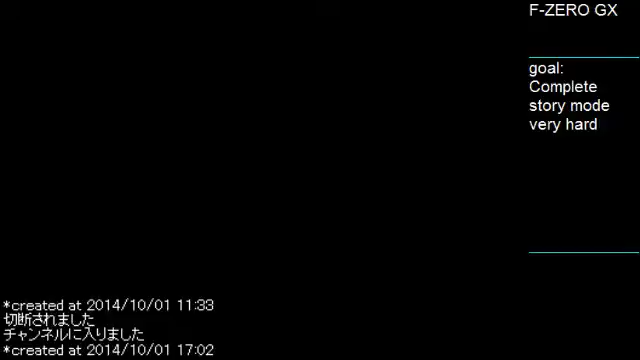 F-ZERO GX
goal:
Complete
story mode
very hard
*created at 2014/10/01 11:33
切断されました
チャンネルに入りました
*created at 2014/10/01 17:02